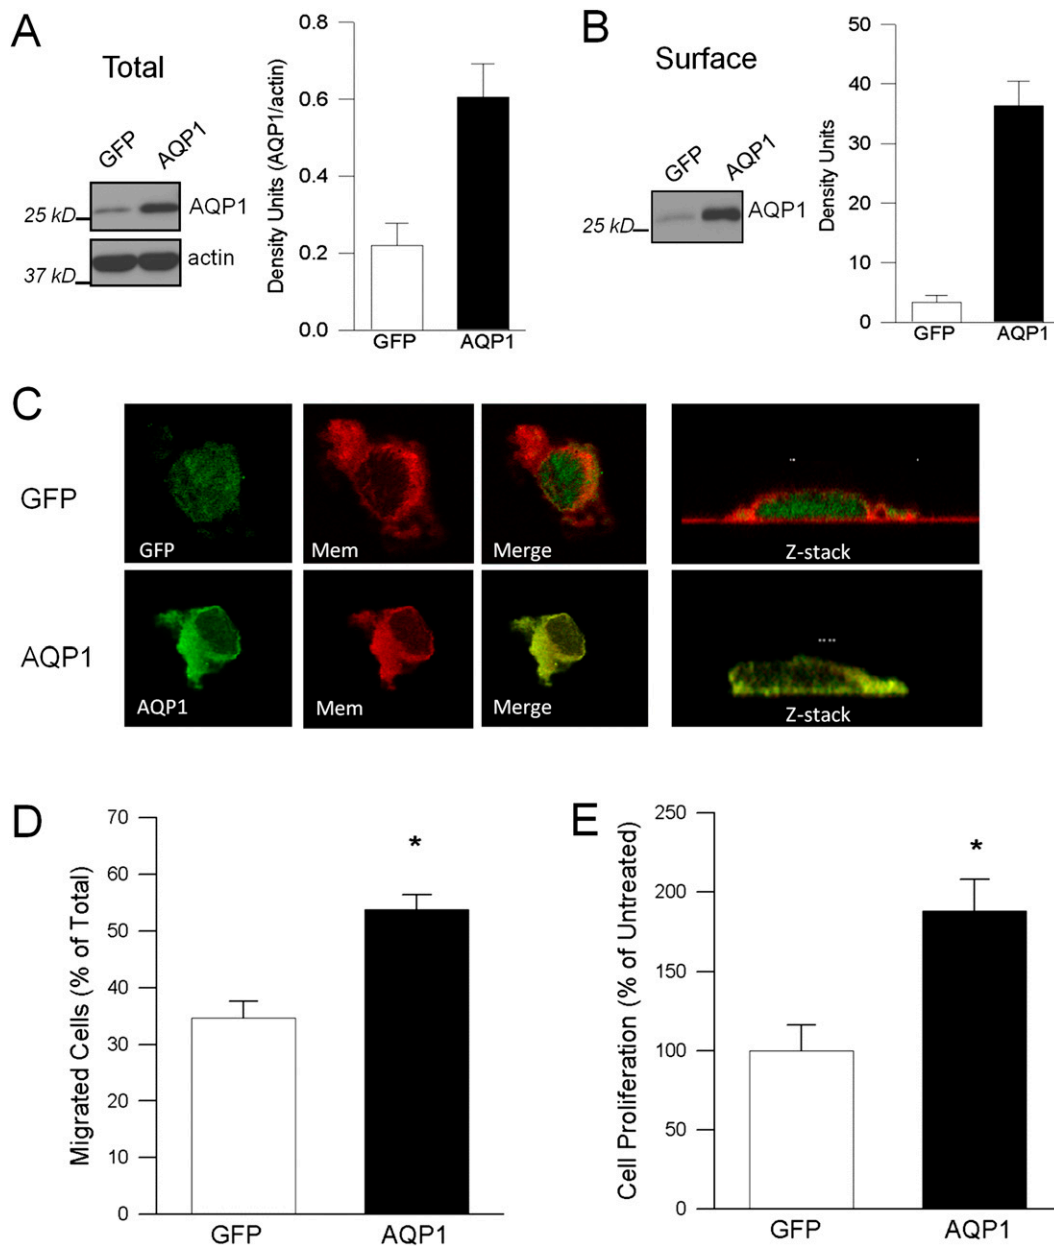 A
Total
GFP
AQP1
25 kD
AQP1
37 kD
actin
Density Units (AQP1/actin)
0.8
0.6
0.4
0.2
0.0
GFP
AQP1
B
Surface
GFP
AQP1
25 kD
AQP1
Density Units
50
40
30
20
10
0
GFP
AQP1
C
GFP
GFP
Mem
Merge
Z-stack
AQP1
AQP1
Mem
Merge
Z-stack
D
Migrated Cells (% of Total)
70
60
50
40
30
20
10
0
*
GFP
AQP1
E
Cell Proliferation (% of Untreated)
250
200
150
100
50
0
*
GFP
AQP1